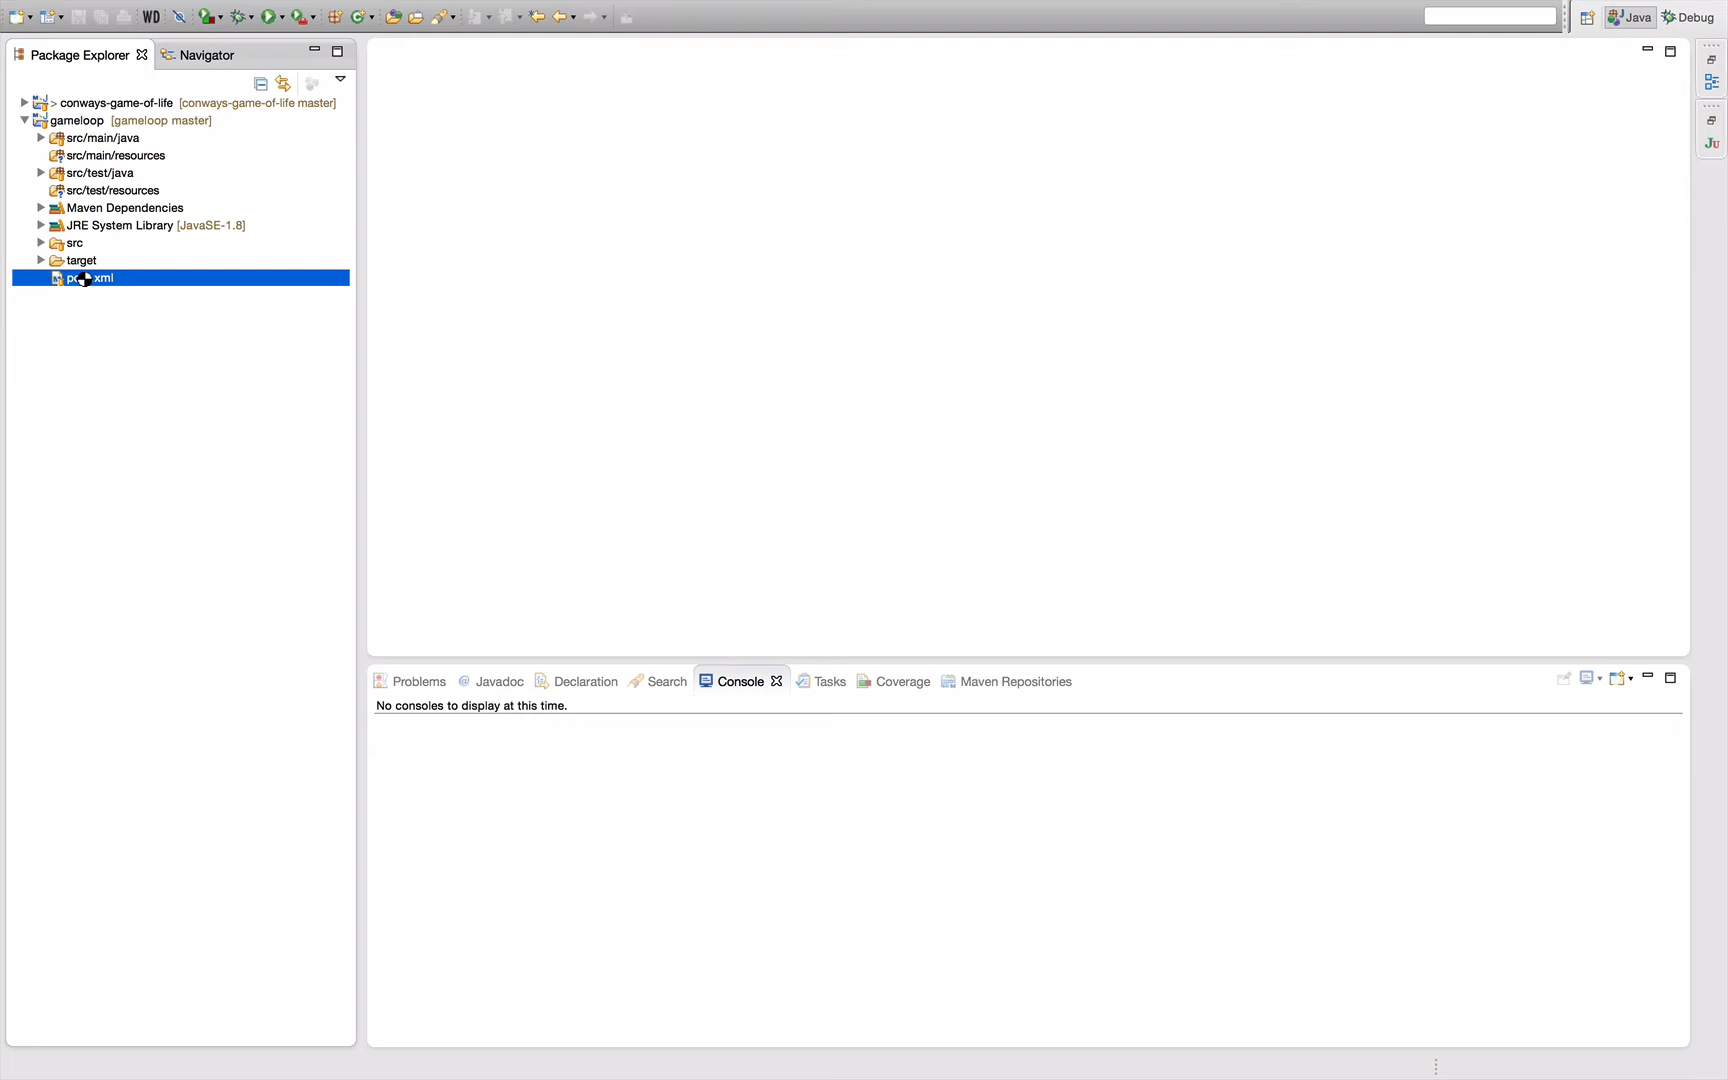 WD
Java
Debug
Package Explorer
Navigator
> conways-game-of-life [conways-game-of-life master]
gameloop [gameloop master]
src/main/java
src/main/resources
src/test/java
src/test/resources
Maven Dependencies
JRE System Library [JavaSE-1.8]
src
target
Problems
@ Javadoc
Declaration
Search
Console
Tasks
Coverage
Maven Repositories
No consoles to display at this time.
JU